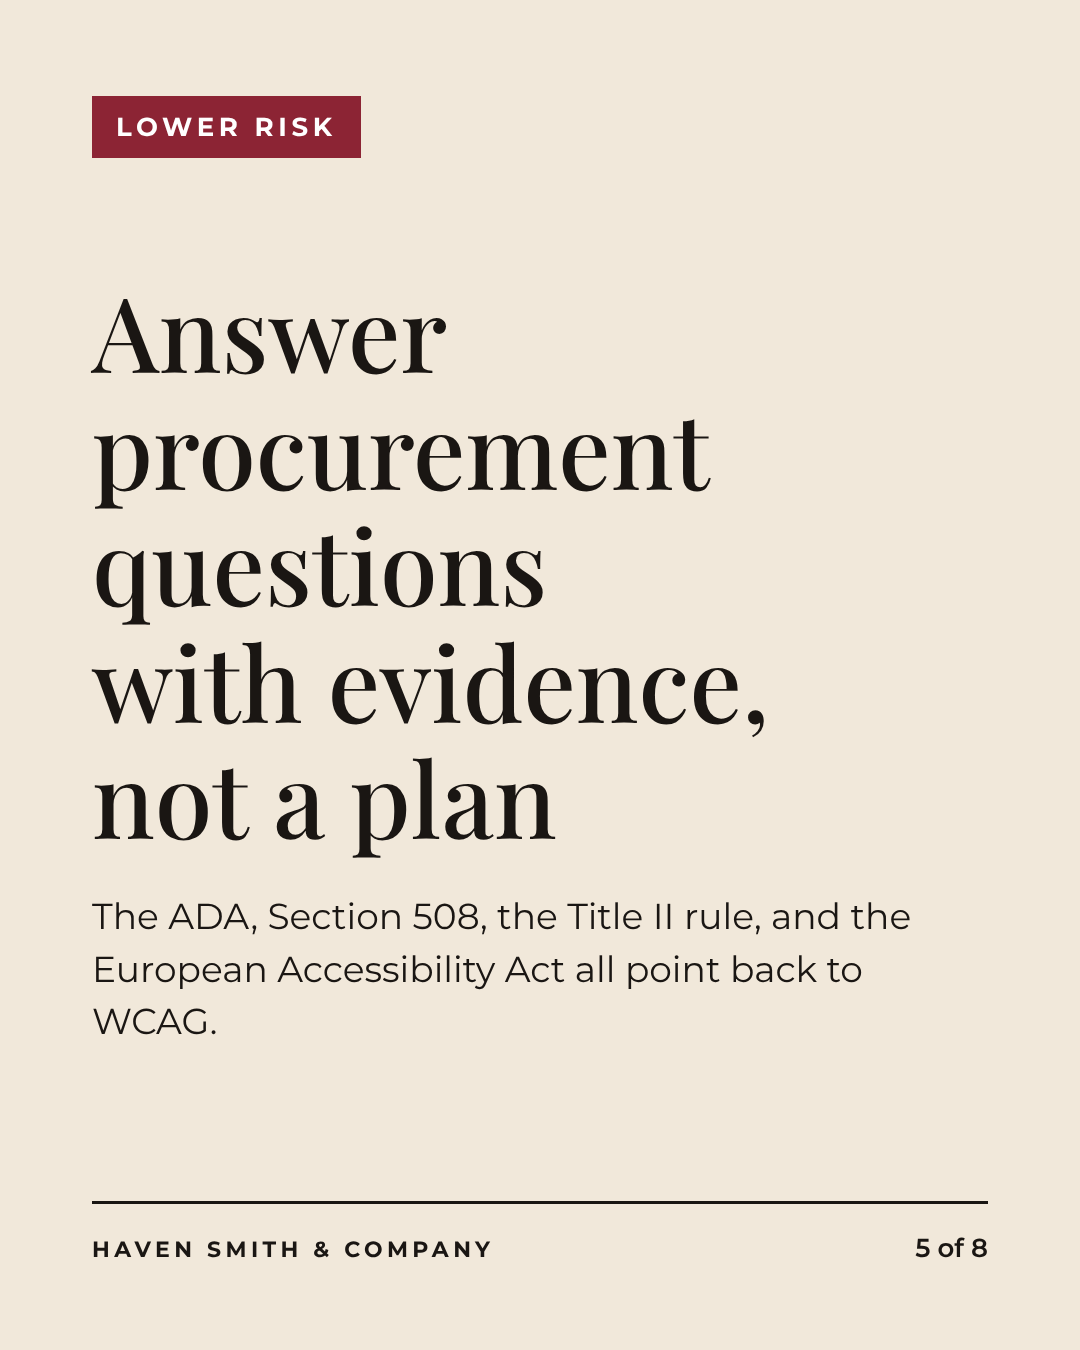 LOWER RISK
Answer
procurement
questions
with evidence,
not a plan
The ADA, Section 508, the Title II rule, and the
European Accessibility Act all point back to
WCAG.
HAVEN SMITH & COMPANY
5 of 8